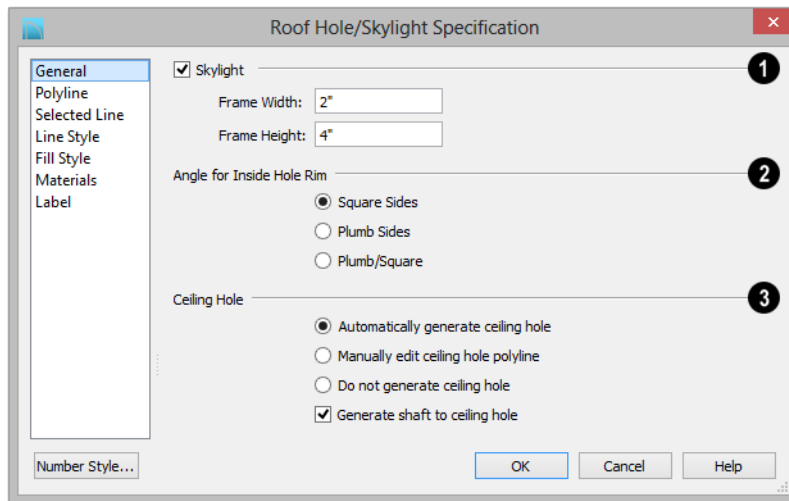 Roof Hole/Skylight Specification
General
Polyline
Selected Line
Line Style
Fill Style
Materials
Label
Skylight
1
Frame Width: 2"
Frame Height: 4"
Angle for Inside Hole Rim
2
Square Sides
Plumb Sides
Plumb/Square
Ceiling Hole
3
Automatically generate ceiling hole
Manually edit ceiling hole polyline
Do not generate ceiling hole
Generate shaft to ceiling hole
Number Style...
OK
Cancel
Help